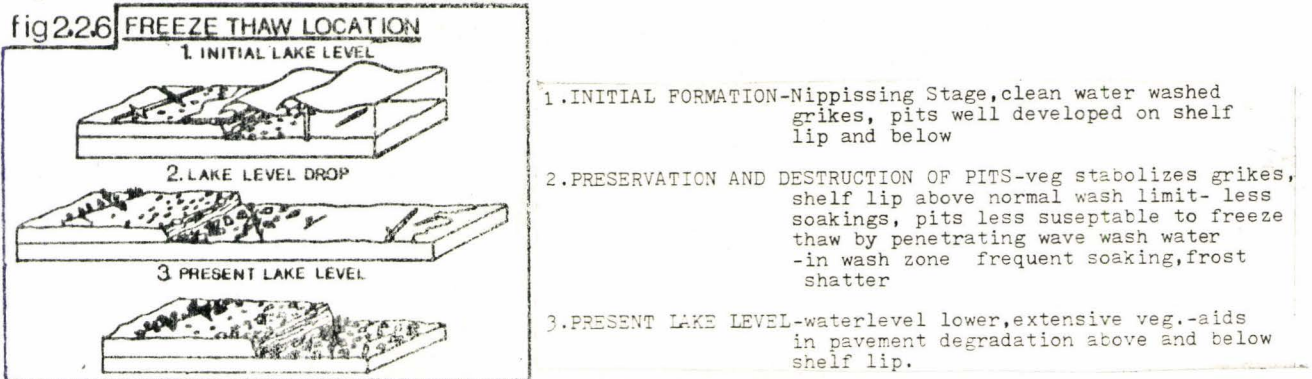 fig 2.2.6 FREEZE THAW LOCATION
1. INITIAL LAKE LEVEL
2. LAKE LEVEL DROP
3. PRESENT LAKE LEVEL
1.INITIAL FORMATION-Nippissing Stage,clean water washed
grikes, pits well developed on shelf
lip and below
2.PRESERVATION AND DESTRUCTION OF PITS-veg stabolizes grikes,
shelf lip above normal wash limit- less
soakings, pits less suseptable to freeze
thaw by penetrating wave wash water
-in wash zone frequent soaking,frost
shatter
3.PRESENT LAKE LEVEL-waterlevel lower,extensive veg.-aids
in pavement degradation above and below
shelf lip.